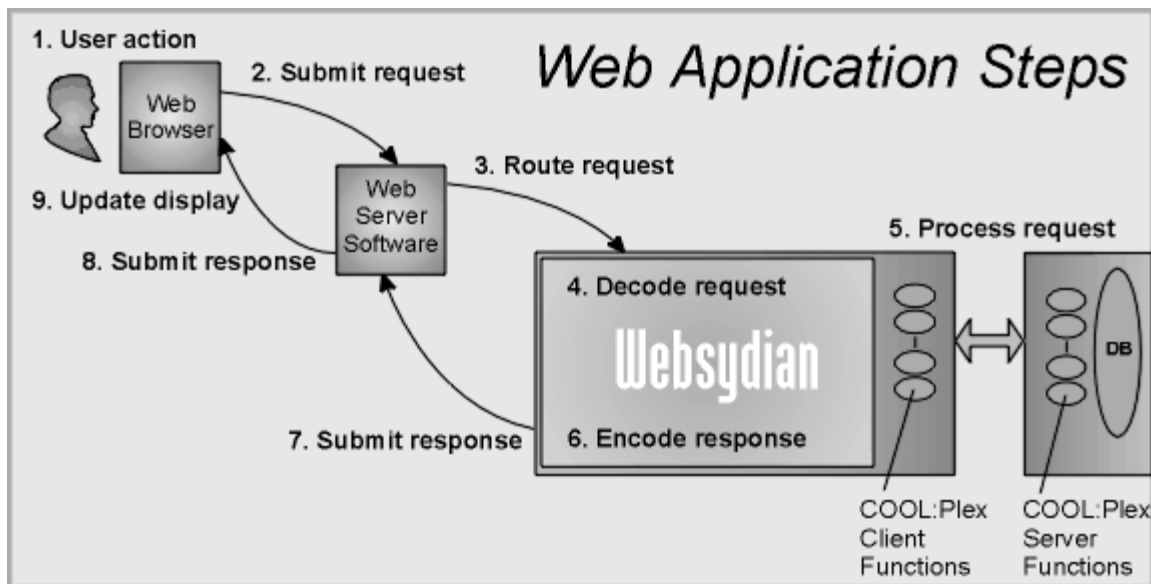 Web Application Steps
1. User action
Web
Browser
2. Submit request
9. Update display
Web
Server
Software
3. Route request
8. Submit response
5. Process request
4. Decode request
Websydian
DB
7. Submit response
6. Encode response
COOL:Plex
Client
Functions
COOL:Plex
Server
Functions